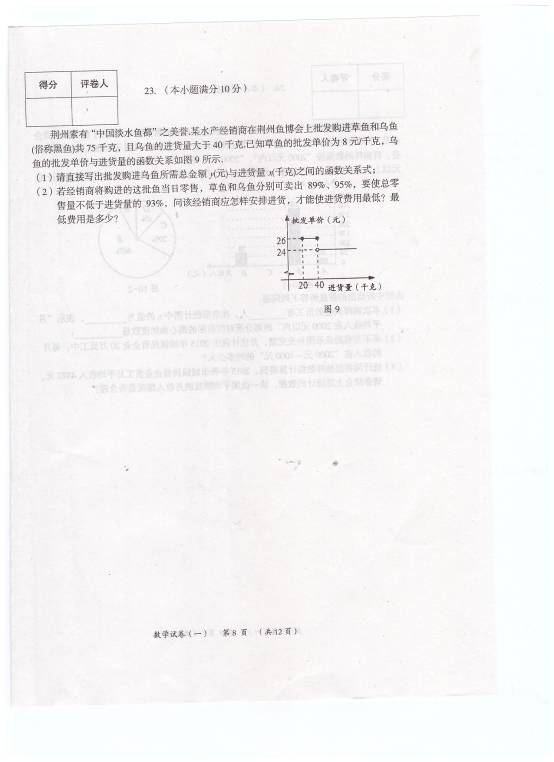 得分 评卷人
23.（本小题满分10分）
荆州素有“中国淡水鱼都”之美誉.某水产经销商在荆州鱼博会上批发购进草鱼和乌鱼
(俗称黑鱼)共75千克，且乌鱼的进货量大于40千克.已知草鱼的批发单价为8元/千克，乌
鱼的批发单价与进货量的函数关系如图9所示.
（1）请直接写出批发购进乌鱼所需总金额y(元)与进货量x(千克)之间的函数关系式；
（2）若经销商将购进的这批鱼当日零售，草鱼和乌鱼分别可卖出89%、95%，要使总零
售量不低于进货量的93%，问该经销商应怎样安排进货，才能使进货费用最低？最
低费用是多少？
批发单价（元）
26
24
20 40 进货量（千克）
图9
数学试卷(一) 第8页 （共12页）